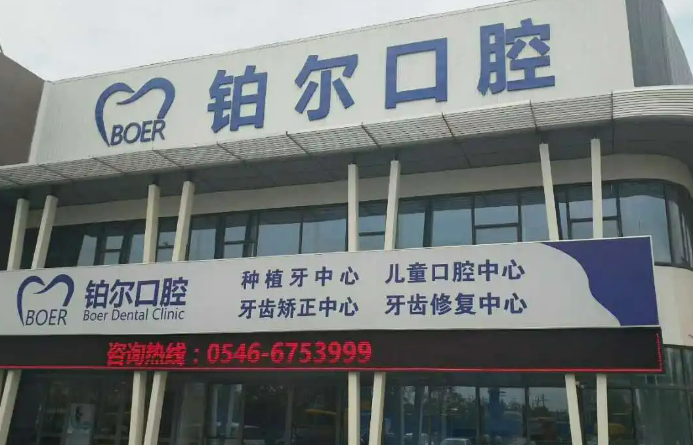 BOER
铂尔口腔
BOER
铂尔口腔
Boer Dental Clinic
种植牙中心 儿童口腔中心
牙齿矫正中心 牙齿修复中心
咨询热线：0546-6753999